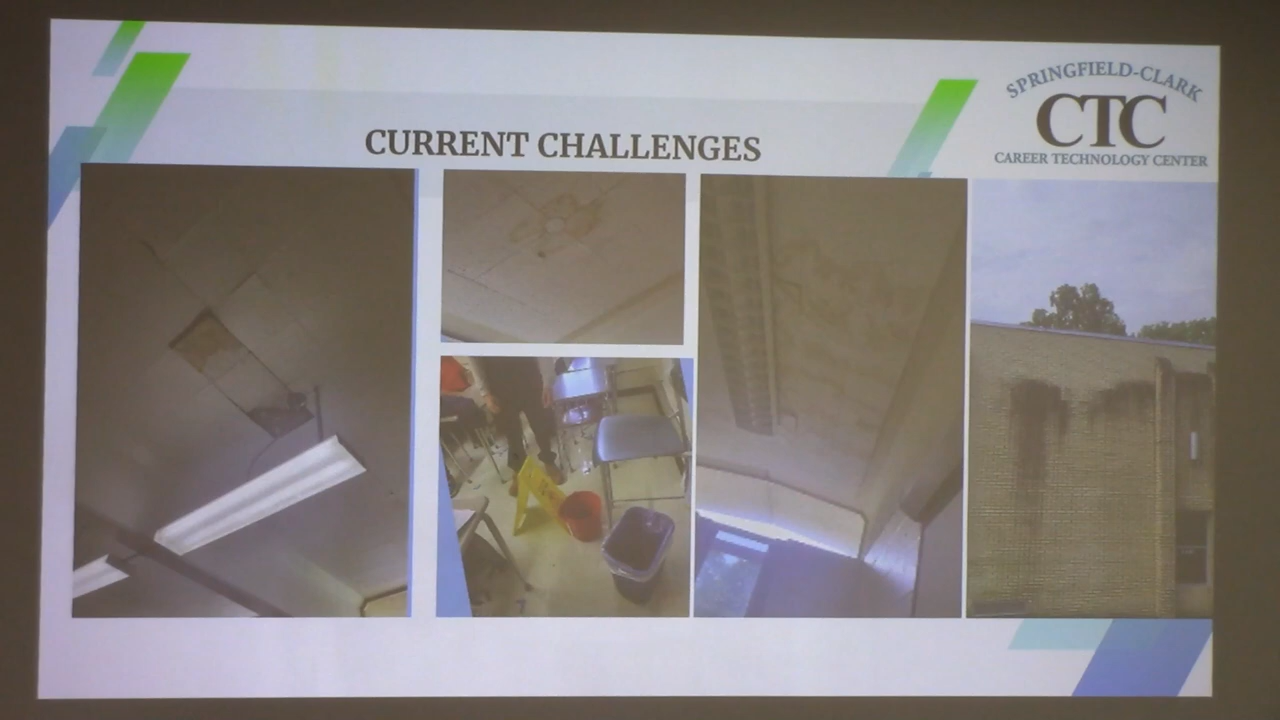 CURRENT CHALLENGES
SPRINGFIELD-CLARK
CTC
CAREER TECHNOLOGY CENTER